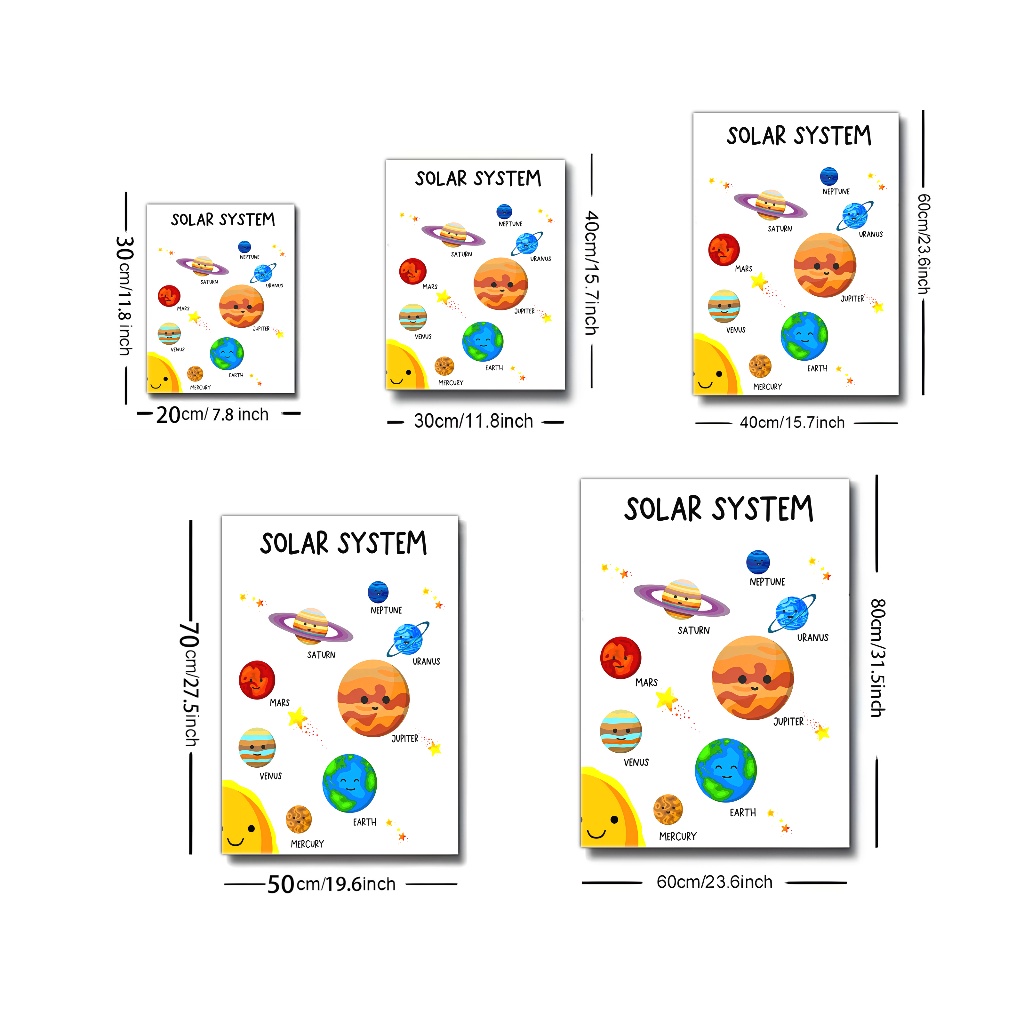 SOLAR SYSTEM
NEPTUNE
SATURN
URANUS
MARS
JUPITER
VENUS
EARTH
MERCURY
30cm/11.8 inch
20cm/ 7.8 inch
SOLAR SYSTEM
NEPTUNE
SATURN
URANUS
MARS
JUPITER
VENUS
EARTH
MERCURY
40cm/15.7inch
30cm/11.8inch
SOLAR SYSTEM
NEPTUNE
SATURN
URANUS
MARS
JUPITER
VENUS
EARTH
MERCURY
60cm/23.6inch
40cm/15.7inch
SOLAR SYSTEM
NEPTUNE
SATURN
URANUS
MARS
JUPITER
VENUS
EARTH
MERCURY
70cm/27.5inch
50cm/19.6inch
SOLAR SYSTEM
NEPTUNE
SATURN
URANUS
MARS
JUPITER
VENUS
EARTH
MERCURY
80cm/31.5inch
60cm/23.6inch